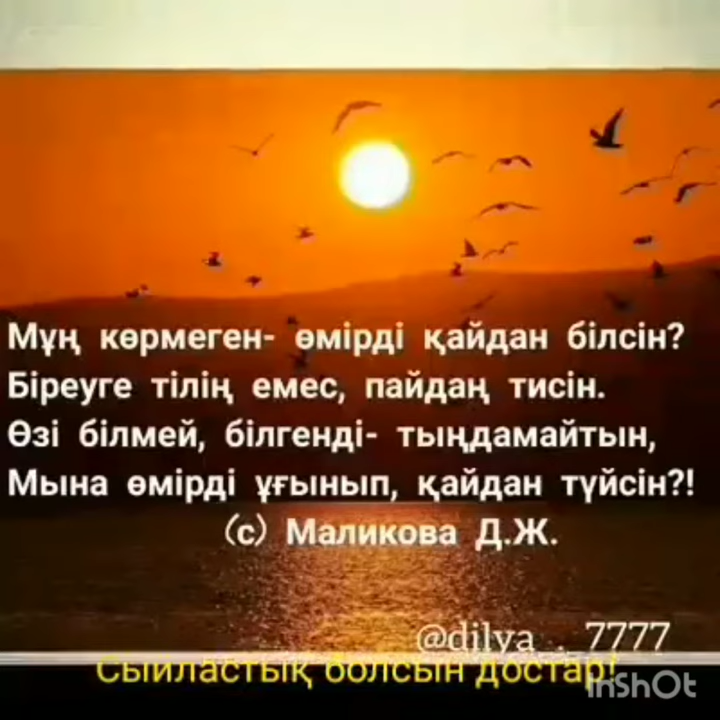 Мұң көрмеген- өмірді қайдан білсін?
Біреуге тілің емес, пайдаң тисін.
Өзі білмей, білгенді- тыңдамайтын,
Мына өмірді ұғынып, қайдан түйсін?!
(с) Маликова Д.Ж.
@dilya_._7777
Сыйластық болсын достар!
InShOt